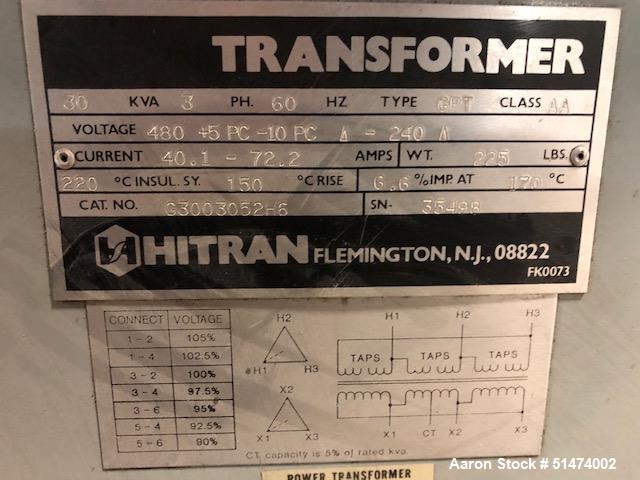 TRANSFORMER
30 KVA 3 PH. 60 HZ TYPE GPT CLASS AA
VOLTAGE 480 +5 PC -10 PC Δ - 240 Δ
CURRENT 40.1 - 72.2 AMPS WT. 225 LBS.
220 °C INSUL. SY. 150 °C RISE 6.6 % IMP. AT 170 °C
CAT. NO. G3003052H6 SN- 35498
HITRAN FLEMINGTON, N.J., 08822
FK0073
CONNECT VOLTAGE
1 - 2 105%
1 - 4 102.5%
3 - 2 100%
3 - 4 97.5%
3 - 6 95%
5 - 4 92.5%
5 - 6 90%
H2
H1 H3
X2
X1 X3
H1 H2 H3
TAPS TAPS TAPS
X1 CT X2 X3
CT capacity is 5% of rated kva.
POWER TRANSFORMER
Aaron Stock # 51474002